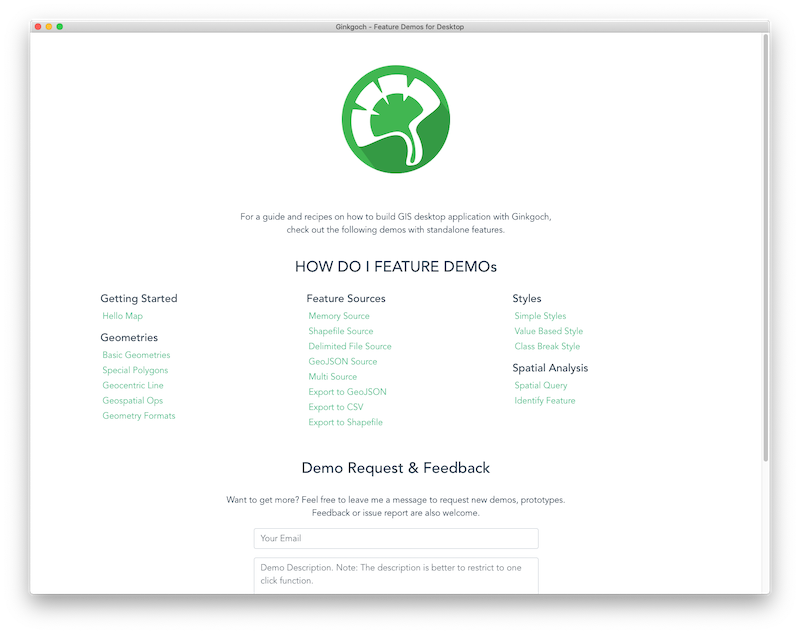 Ginkgoch - Feature Demos for Desktop
For a guide and recipes on how to build GIS desktop application with Ginkgoch,
check out the following demos with standalone features.
HOW DO I FEATURE DEMOs
Getting Started
Hello Map
Geometries
Basic Geometries
Special Polygons
Geocentric Line
Geospatial Ops
Geometry Formats
Feature Sources
Memory Source
Shapefile Source
Delimited File Source
GeoJSON Source
Multi Source
Export to GeoJSON
Export to CSV
Export to Shapefile
Styles
Simple Styles
Value Based Style
Class Break Style
Spatial Analysis
Spatial Query
Identify Feature
Demo Request & Feedback
Want to get more? Feel free to leave me a message to request new demos, prototypes.
Feedback or issue report are also welcome.
Your Email
Demo Description. Note: The description is better to restrict to one
click function.